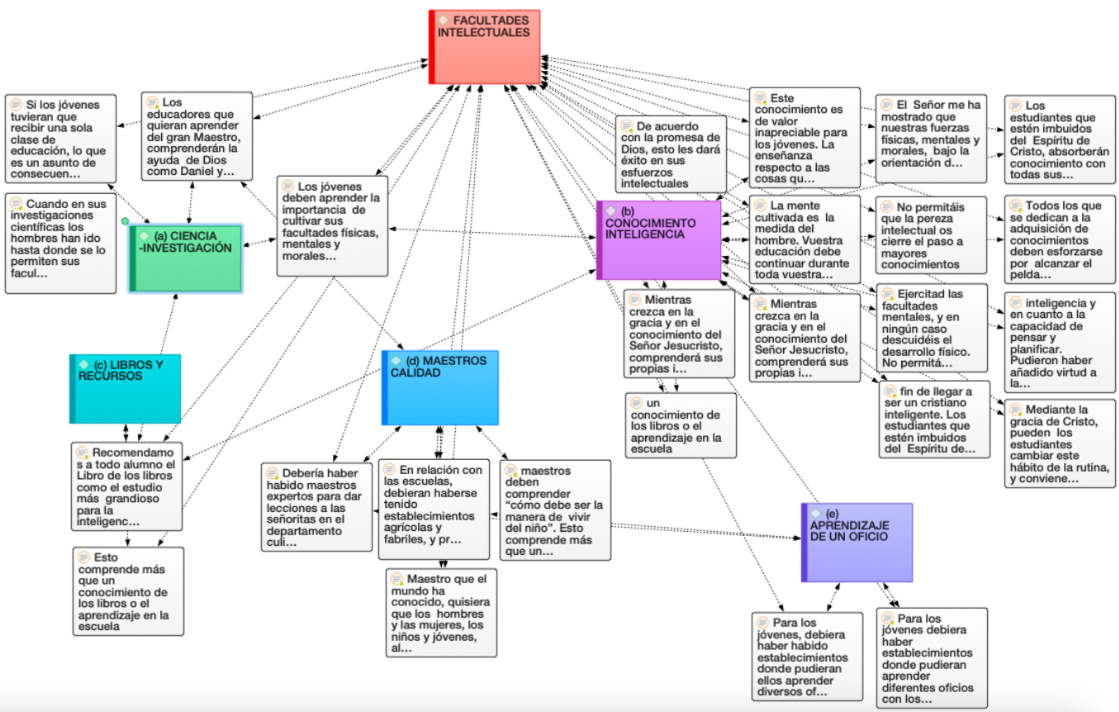 FACULTADES
INTELECTUALES
Si los jóvenes
tuvieran que
recibir una sola
clase de
educación, lo que
es un asunto de
consecuen...
Los
educadores que
quieran aprender
del gran Maestro,
comprenderán la
ayuda de Dios
como Daniel y...
Los jóvenes
deben aprender la
importancia de
cultivar sus
facultades físicas,
mentales y
morales...
De acuerdo
con la promesa de
Dios, esto les dará
éxito en sus
esfuerzos
intelectuales
Este
conocimiento es
de valor
inapreciable para
los jóvenes. La
enseñanza
respecto a las
cosas qu...
El Señor me ha
mostrado que
nuestras fuerzas
físicas, mentales y
morales, bajo la
orientación d...
Los
estudiantes que
estén imbuidos
del Espíritu de
Cristo, absorberán
conocimiento con
todas sus...
Cuando en sus
investigaciones
científicas los
hombres han ido
hasta donde se lo
permiten sus
facul...
(a) CIENCIA
-INVESTIGACIÓN
(b)
CONOCIMIENTO
INTELIGENCIA
La mente
cultivada es la
medida del
hombre. Vuestra
educación debe
continuar durante
toda vuestra...
No permitáis
que la pereza
intelectual os
cierre el paso a
mayores
conocimientos
Todos los que
se dedican a la
adquisición de
conocimientos
deben esforzarse
por alcanzar el
pelda...
Mientras
crezca en la
gracia y en el
conocimiento del
Señor Jesucristo,
comprenderá sus
propias i...
Mientras
crezca en la
gracia y en el
conocimiento del
Señor Jesucristo,
comprenderá sus
propias i...
Ejercitad las
facultades
mentales, y en
ningún caso
descuidéis el
desarrollo físico.
No permitá...
inteligencia y
en cuanto a la
capacidad de
pensar y
planificar.
Pudieron haber
añadido virtud a
la...
(c) LIBROS Y
RECURSOS
(d) MAESTROS
CALIDAD
un
conocimiento de
los libros o el
aprendizaje en la
escuela
fin de llegar a
ser un cristiano
inteligente. Los
estudiantes que
estén imbuidos
del Espíritu de...
Mediante la
gracia de Cristo,
pueden los
estudiantes
cambiar este
hábito de la rutina,
y conviene...
Recomendamo
s a todo alumno el
Libro de los libros
como el estudio
más grandioso
para la
inteligenc...
Debería haber
habido maestros
expertos para dar
lecciones a las
señoritas en el
departamento
culi...
En relación con
las escuelas,
debieran haberse
tenido
establecimientos
agrícolas y
fabriles, y pr...
maestros
deben
comprender
“cómo debe ser la
manera de vivir
del niño”. Esto
comprende más
que un...
(e)
APRENDIZAJE
DE UN OFICIO
Esto
comprende más
que un
conocimiento de
los libros o el
aprendizaje en la
escuela
Maestro que el
mundo ha
conocido, quisiera
que los hombres
y las mujeres, los
niños y jóvenes,
al...
Para los
jóvenes, debiera
haber habido
establecimientos
donde pudieran
ellos aprender
diversos of...
Para los
jóvenes debiera
haber
establecimientos
donde pudieran
aprender
diferentes oficios
con los...